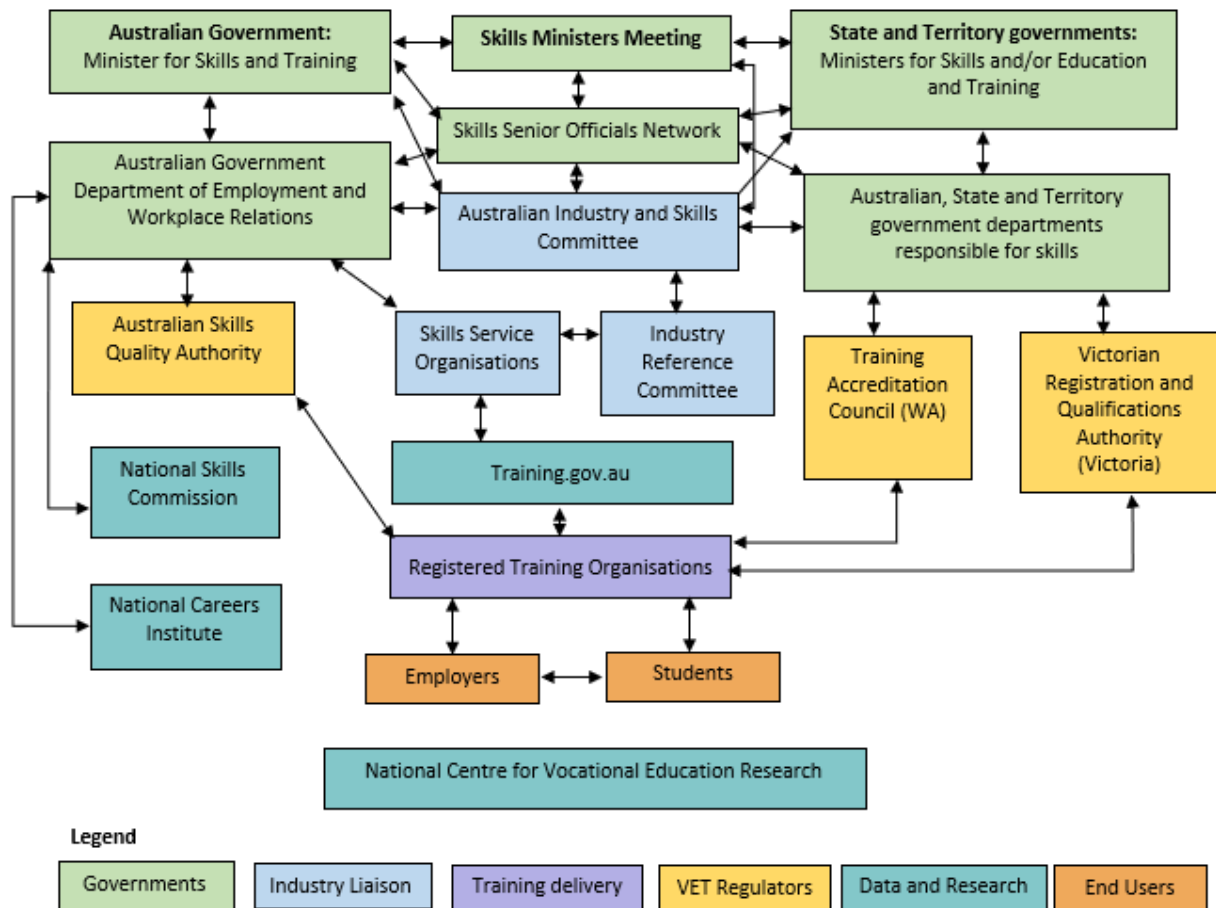 Australian Government:
Minister for Skills and Training
Skills Ministers Meeting
State and Territory governments:
Ministers for Skills and/or Education
and Training
Skills Senior Officials Network
Australian Government
Department of Employment and
Workplace Relations
Australian Industry and Skills
Committee
Australian, State and Territory
government departments
responsible for skills
Australian Skills
Quality Authority
Skills Service
Organisations
Industry
Reference
Committee
Training
Accreditation
Council (WA)
Victorian
Registration and
Qualifications
Authority
(Victoria)
National Skills
Commission
Training.gov.au
Registered Training Organisations
National Careers
Institute
Employers
Students
National Centre for Vocational Education Research
Legend
Governments
Industry Liaison
Training delivery
VET Regulators
Data and Research
End Users